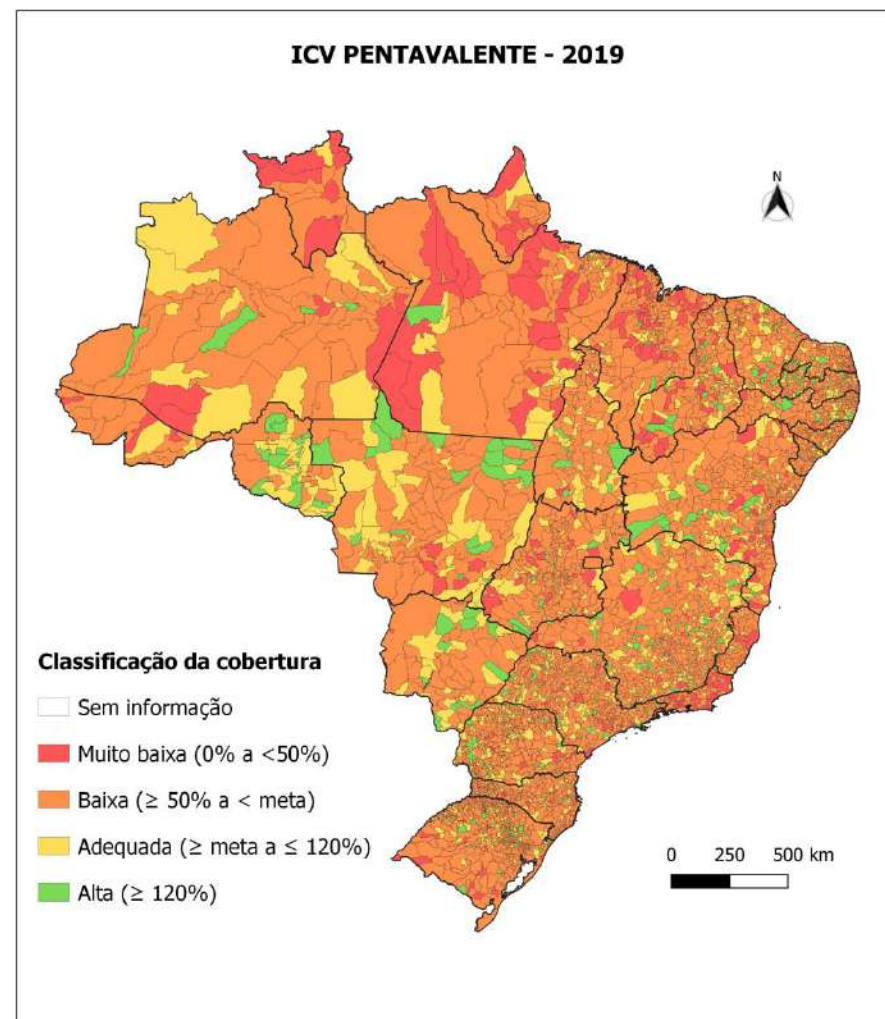 ICV PENTAVALENTE - 2019
N
Classificação da cobertura
Sem informação
Muito baixa (0% a <50%)
Baixa (≥ 50% a < meta)
Adequada (≥ meta a ≤ 120%)
Alta (≥ 120%)
0 250 500 km